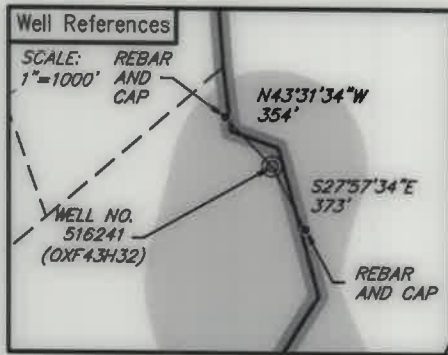 Well References
SCALE:
1"=1000'
REBAR
AND
CAP
N43°31'34"W
354'
S27°57'34"E
373'
WELL NO.
516241
(OXF43H32)
REBAR
AND CAP